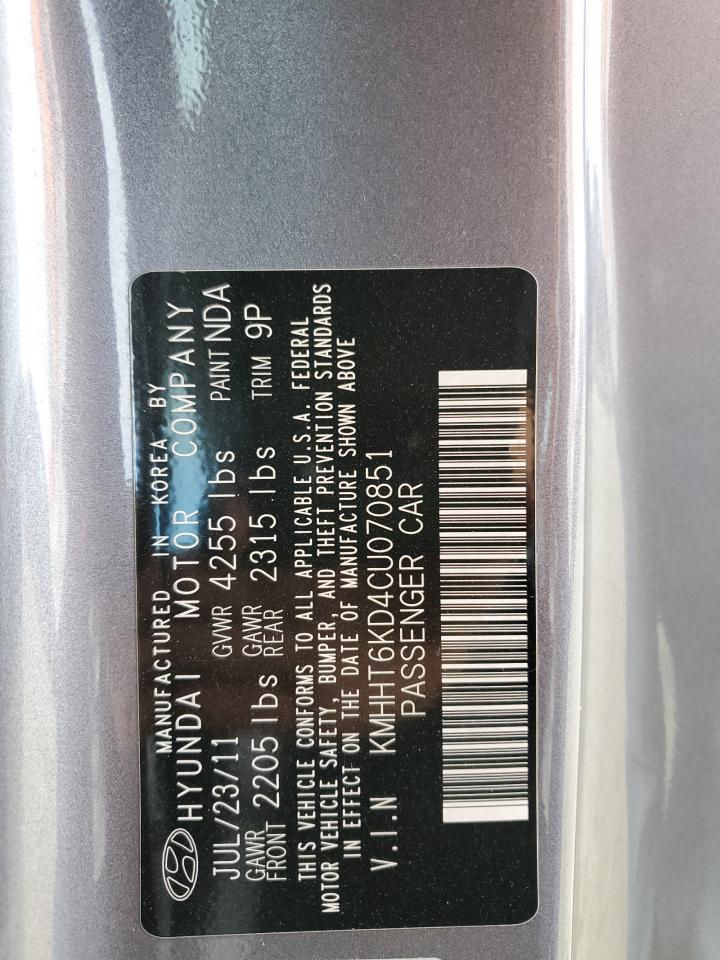 MANUFACTURED IN KOREA BY
HYUNDAI MOTOR COMPANY
JUL/23/11 GVWR 4255 lbs PAINT NDA
GAWR FRONT 2205 lbs GAWR REAR 2315 lbs TRIM 9P
THIS VEHICLE CONFORMS TO ALL APPLICABLE U.S.A. FEDERAL
MOTOR VEHICLE SAFETY, BUMPER, AND THEFT PREVENTION STANDARDS
IN EFFECT ON THE DATE OF MANUFACTURE SHOWN ABOVE
V.I.N KMHHT6KD4CU070851
PASSENGER CAR